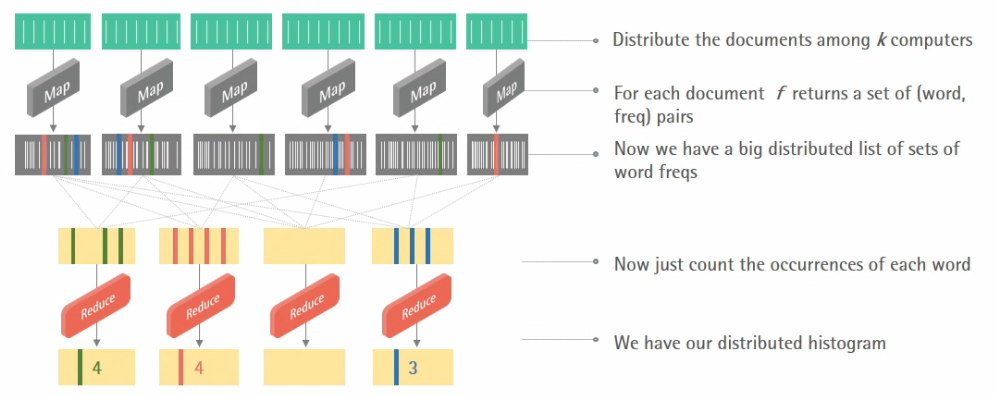 Distribute the documents among k computers
Map Map Map Map Map Map
For each document f returns a set of (word,
freq) pairs
Now we have a big distributed list of sets of
word freqs
Now just count the occurrences of each word
Reduce Reduce Reduce Reduce
We have our distributed histogram
4 4 3